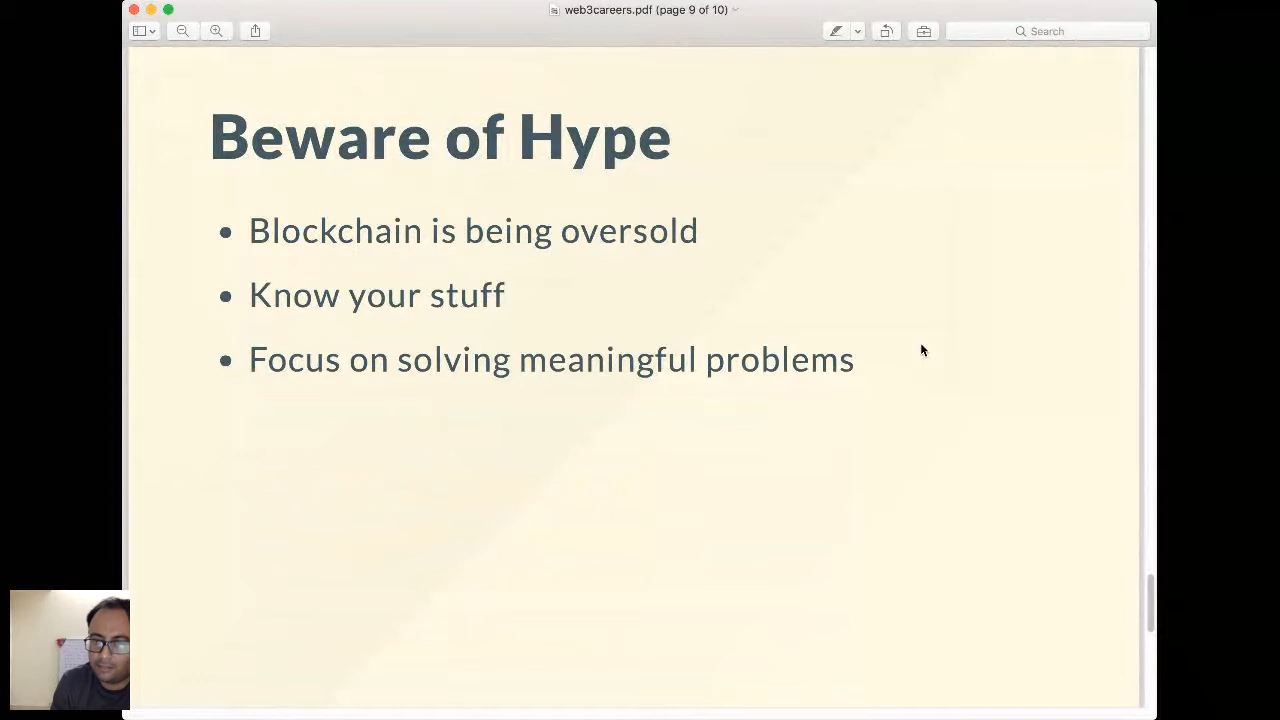 web3careers.pdf (page 9 of 10)
Search
Beware of Hype
• Blockchain is being oversold
• Know your stuff
• Focus on solving meaningful problems